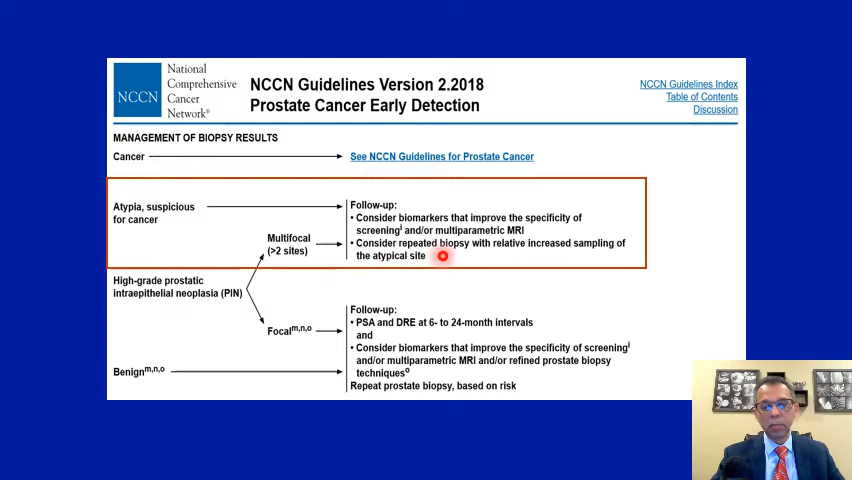 National
Comprehensive
NCCN
Cancer
Network®
NCCN Guidelines Version 2.2018
Prostate Cancer Early Detection
NCCN Guidelines Index
Table of Contents
Discussion
MANAGEMENT OF BIOPSY RESULTS
Cancer
See NCCN Guidelines for Prostate Cancer
Atypia, suspicious
for cancer
Follow-up:
• Consider biomarkers that improve the specificity of
screeningi and/or multiparametric MRI
• Consider repeated biopsy with relative increased sampling of
the atypical site
Multifocal
(>2 sites)
High-grade prostatic
intraepithelial neoplasia (PIN)
Focalm,n,o
Benignm,n,o
Follow-up:
• PSA and DRE at 6- to 24-month intervals
and
• Consider biomarkers that improve the specificity of screeningi
and/or multiparametric MRI and/or refined prostate biopsy
techniqueso
Repeat prostate biopsy, based on risk